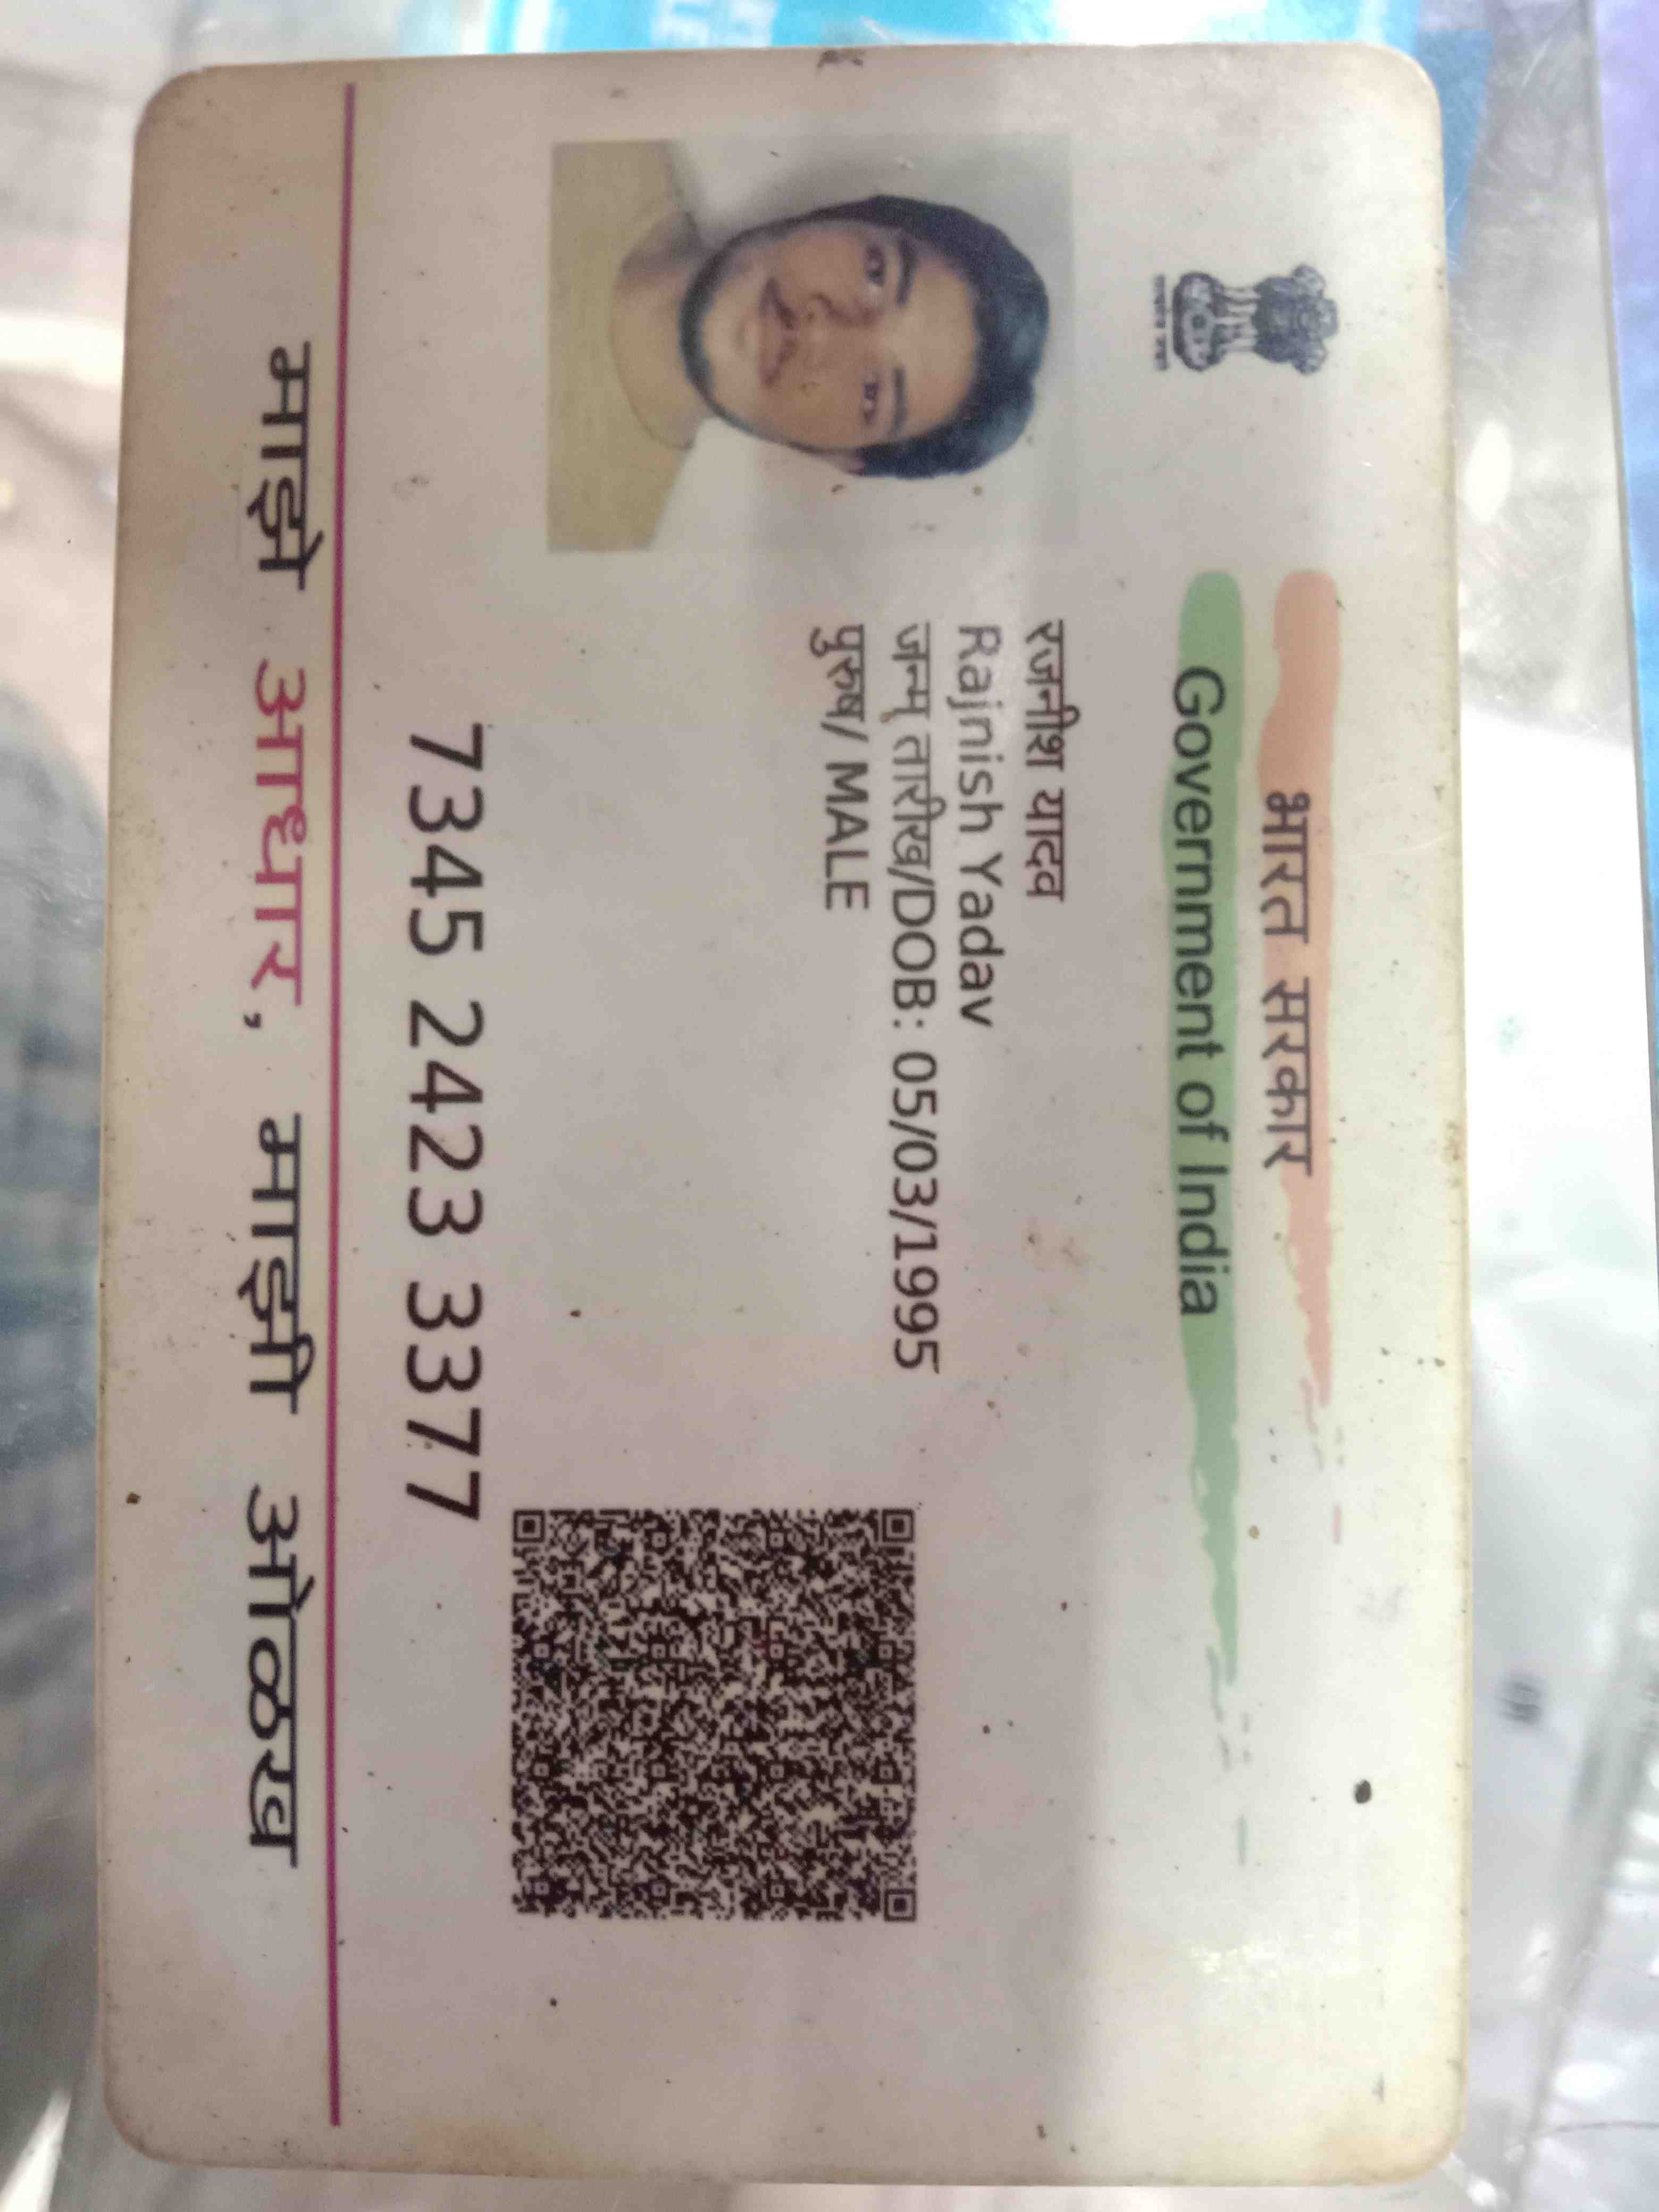 भारत सरकार
Government of India
रजनीश यादव
Rajnish Yadav
जन्म तारीख/DOB: 05/03/1995
पुरुष/ MALE
7345 2423 3377
माझे आधार, माझी ओळख